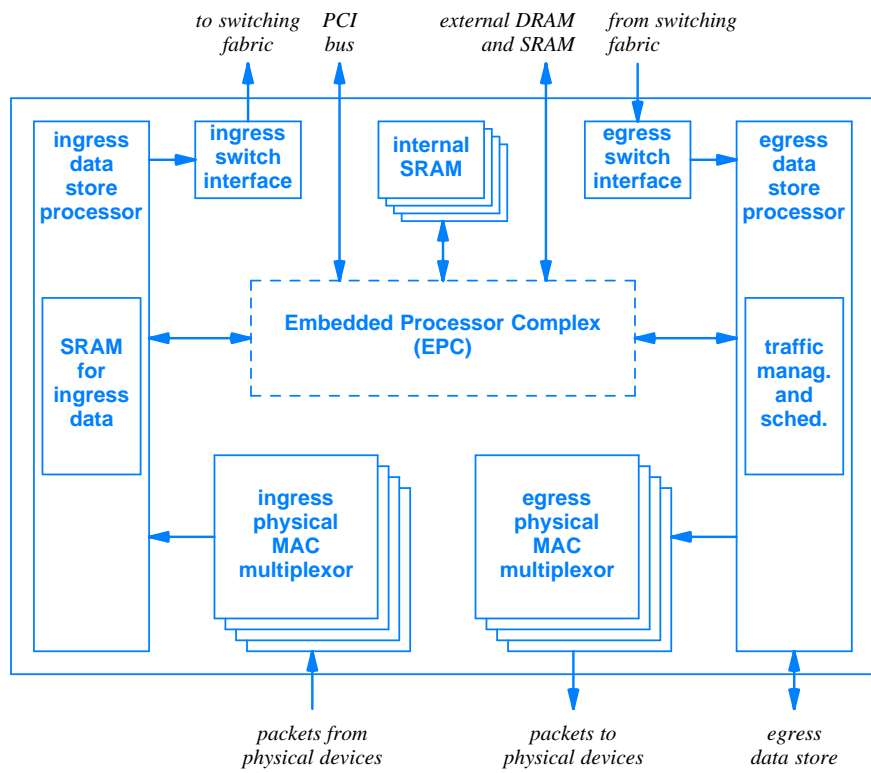 to switching
fabric
PCI
bus
external DRAM
and SRAM
from switching
fabric
ingress
data
store
processor
ingress
switch
interface
internal
SRAM
egress
switch
interface
egress
data
store
processor
Embedded Processor Complex
(EPC)
SRAM
for
ingress
data
traffic
manag.
and
sched.
ingress
physical
MAC
multiplexor
egress
physical
MAC
multiplexor
packets from
physical devices
packets to
physical devices
egress
data store